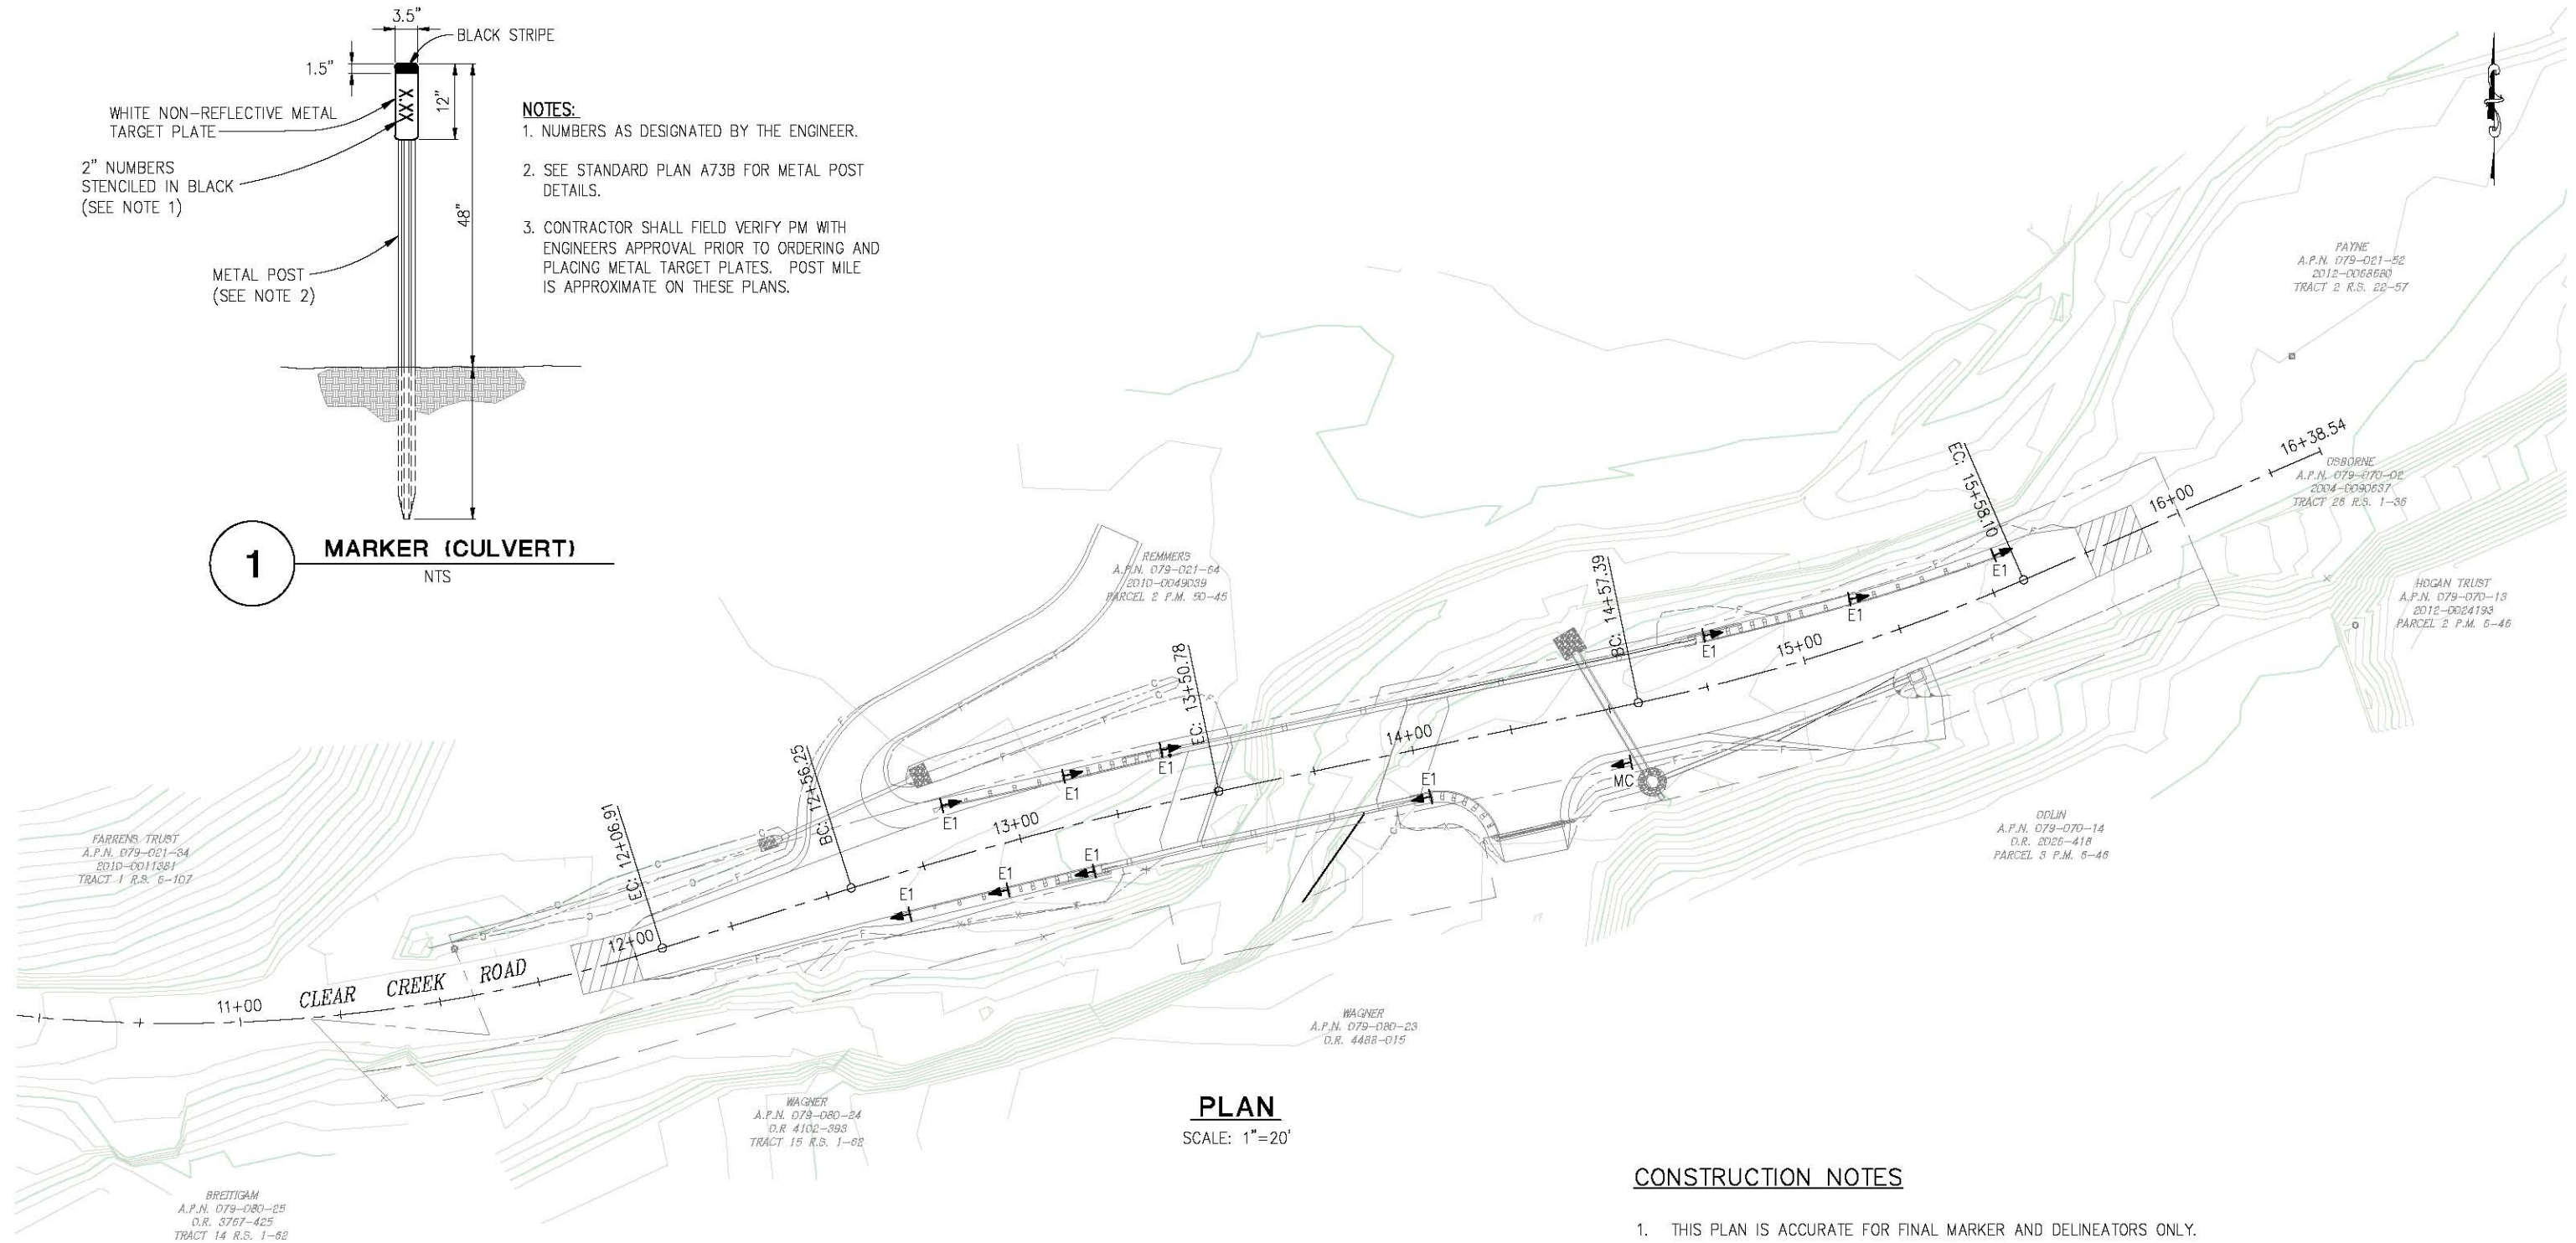 3.5"
BLACK STRIPE
1.5"
12"
X.XX
WHITE NON-REFLECTIVE METAL
TARGET PLATE
2" NUMBERS
STENCILED IN BLACK
(SEE NOTE 1)
48"
METAL POST
(SEE NOTE 2)
NOTES:
1. NUMBERS AS DESIGNATED BY THE ENGINEER.
2. SEE STANDARD PLAN A73B FOR METAL POST
DETAILS.
3. CONTRACTOR SHALL FIELD VERIFY PM WITH
ENGINEERS APPROVAL PRIOR TO ORDERING AND
PLACING METAL TARGET PLATES. POST MILE
IS APPROXIMATE ON THESE PLANS.
1
MARKER (CULVERT)
NTS
PAYNE
A.P.N. 079-021-52
2012-0068680
TRACT 2 R.S. 22-57
16+38.54
OSBORNE
A.P.N. 079-070-02
2004-0090637
TRACT 28 R.S. 1-36
16+00
EC: 15+58.10
HOGAN TRUST
A.P.N. 079-070-13
2012-0024193
PARCEL 2 P.M. 6-46
REMMERS
A.P.N. 079-021-64
2010-0049039
PARCEL 2 P.M. 50-45
E1
E1
E1
15+00
BC: 14+57.39
14+00
EC: 13+50.78
E1
E1
E1
13+00
BC: 12+56.25
EC: 12+06.91
12+00
E1
E1
E1
E1
MC
11+00
CLEAR CREEK ROAD
FARRENS TRUST
A.P.N. 079-021-34
2010-0011381
TRACT 1 R.S. 6-107
ODLIN
A.P.N. 079-070-14
O.R. 2026-418
PARCEL 3 P.M. 6-46
WAGNER
A.P.N. 079-080-23
O.R. 4488-015
WAGNER
A.P.N. 079-080-24
O.R 4102-393
TRACT 15 R.S. 1-62
BREITIGAM
A.P.N. 079-080-25
O.R. 3767-425
TRACT 14 R.S. 1-62
PLAN
SCALE: 1"=20'
CONSTRUCTION NOTES
1. THIS PLAN IS ACCURATE FOR FINAL MARKER AND DELINEATORS ONLY.